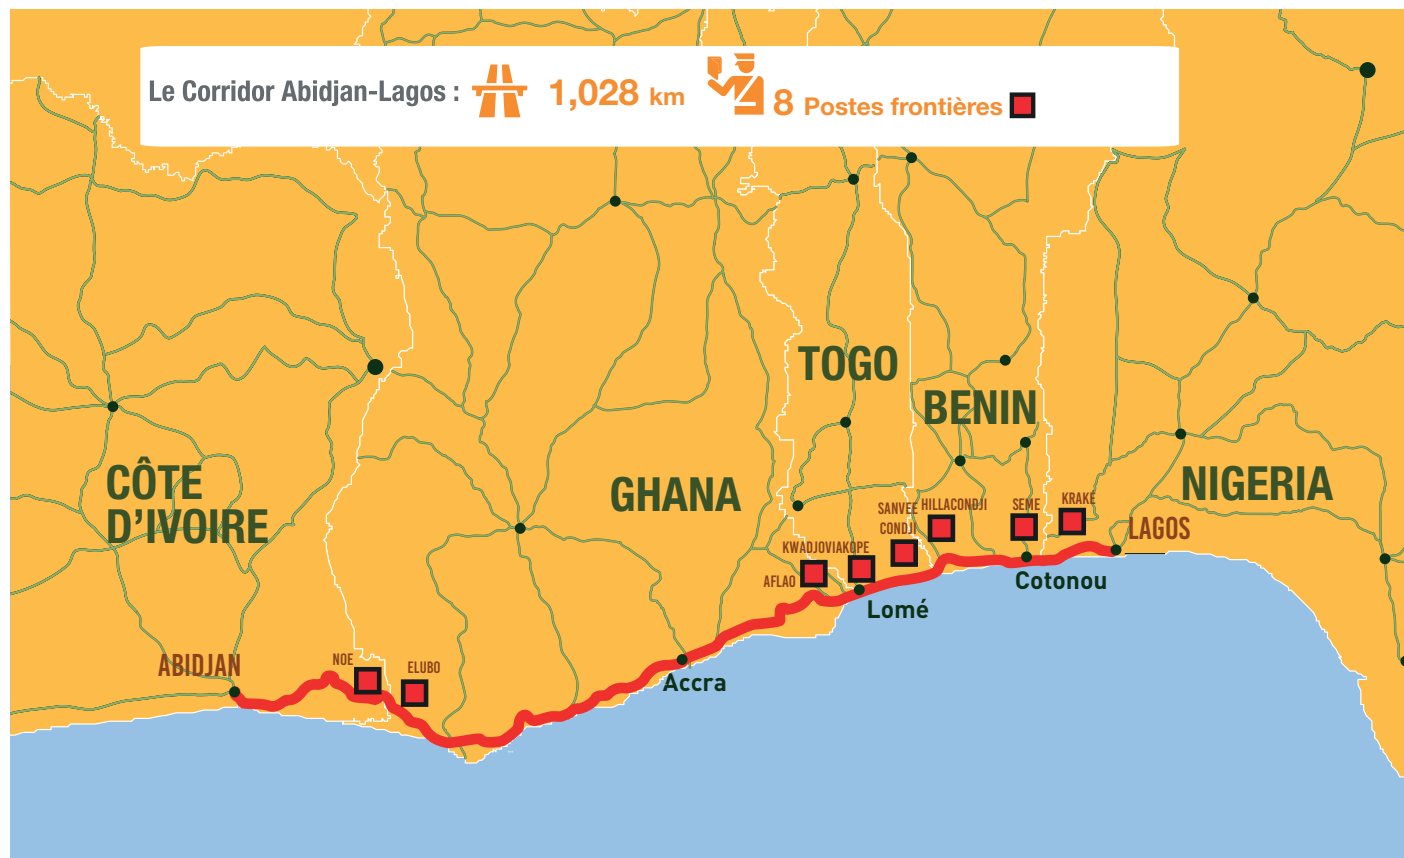 Le Corridor Abidjan-Lagos :
1,028 km
8 Postes frontières
TOGO
BENIN
CÔTE
D'IVOIRE
GHANA
NIGERIA
SANVEE
CONDJI
HILLACONDJI
SEME
KRAKÉ
LAGOS
KWADJOVIAKOPE
AFLAO
Cotonou
Lomé
ABIDJAN
NOE
ELUBO
Accra